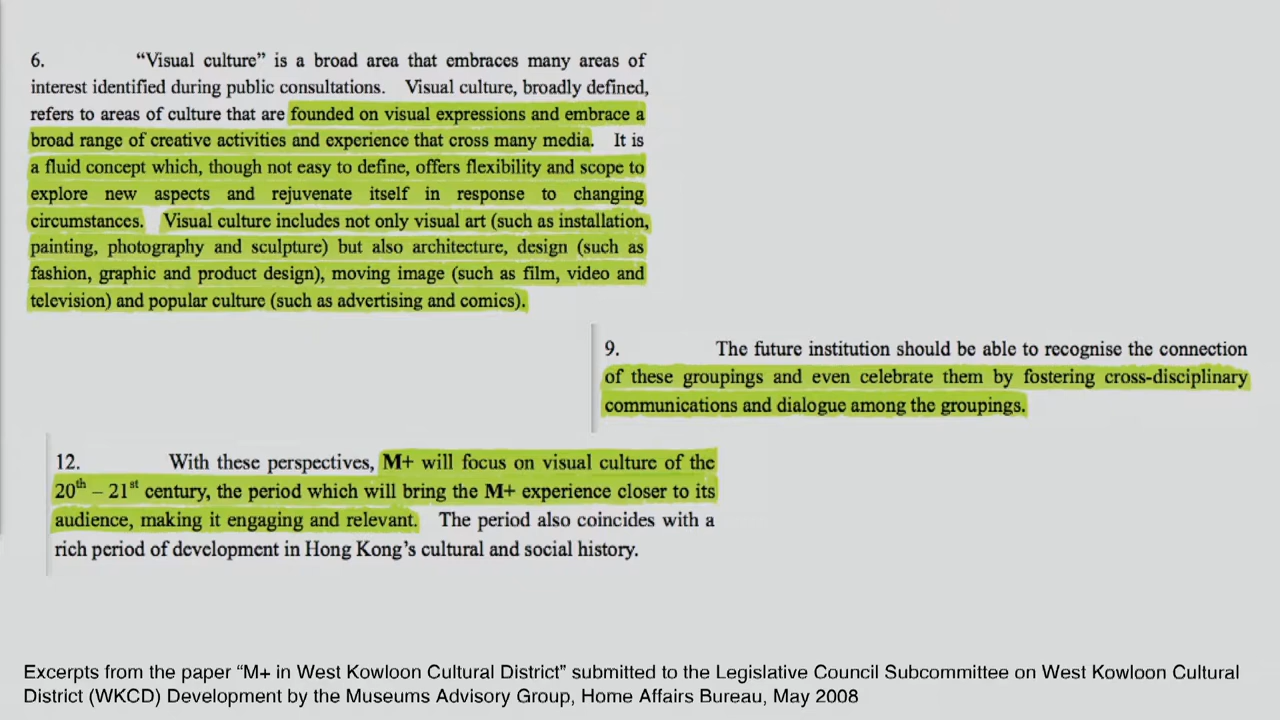 6. “Visual culture” is a broad area that embraces many areas of
interest identified during public consultations. Visual culture, broadly defined,
refers to areas of culture that are founded on visual expressions and embrace a
broad range of creative activities and experience that cross many media. It is
a fluid concept which, though not easy to define, offers flexibility and scope to
explore new aspects and rejuvenate itself in response to changing
circumstances. Visual culture includes not only visual art (such as installation,
painting, photography and sculpture) but also architecture, design (such as
fashion, graphic and product design), moving image (such as film, video and
television) and popular culture (such as advertising and comics).
9. The future institution should be able to recognise the connection
of these groupings and even celebrate them by fostering cross-disciplinary
communications and dialogue among the groupings.
12. With these perspectives, M+ will focus on visual culture of the
20th – 21st century, the period which will bring the M+ experience closer to its
audience, making it engaging and relevant. The period also coincides with a
rich period of development in Hong Kong’s cultural and social history.
Excerpts from the paper “M+ in West Kowloon Cultural District” submitted to the Legislative Council Subcommittee on West Kowloon Cultural
District (WKCD) Development by the Museums Advisory Group, Home Affairs Bureau, May 2008